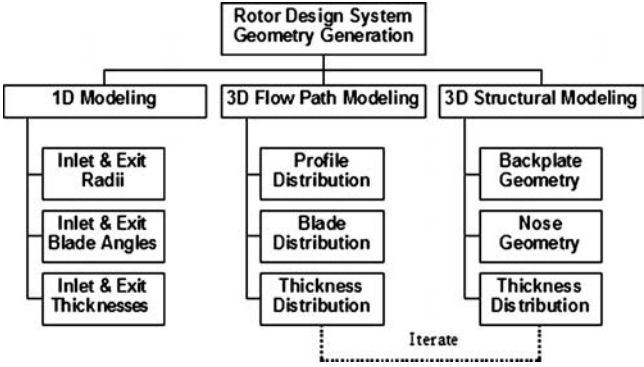 Rotor Design System
Geometry Generation
1D Modeling
3D Flow Path Modeling
3D Structural Modeling
Inlet & Exit
Radii
Profile
Distribution
Backplate
Geometry
Inlet & Exit
Blade Angles
Blade
Distribution
Nose
Geometry
Inlet & Exit
Thicknesses
Thickness
Distribution
Thickness
Distribution
Iterate